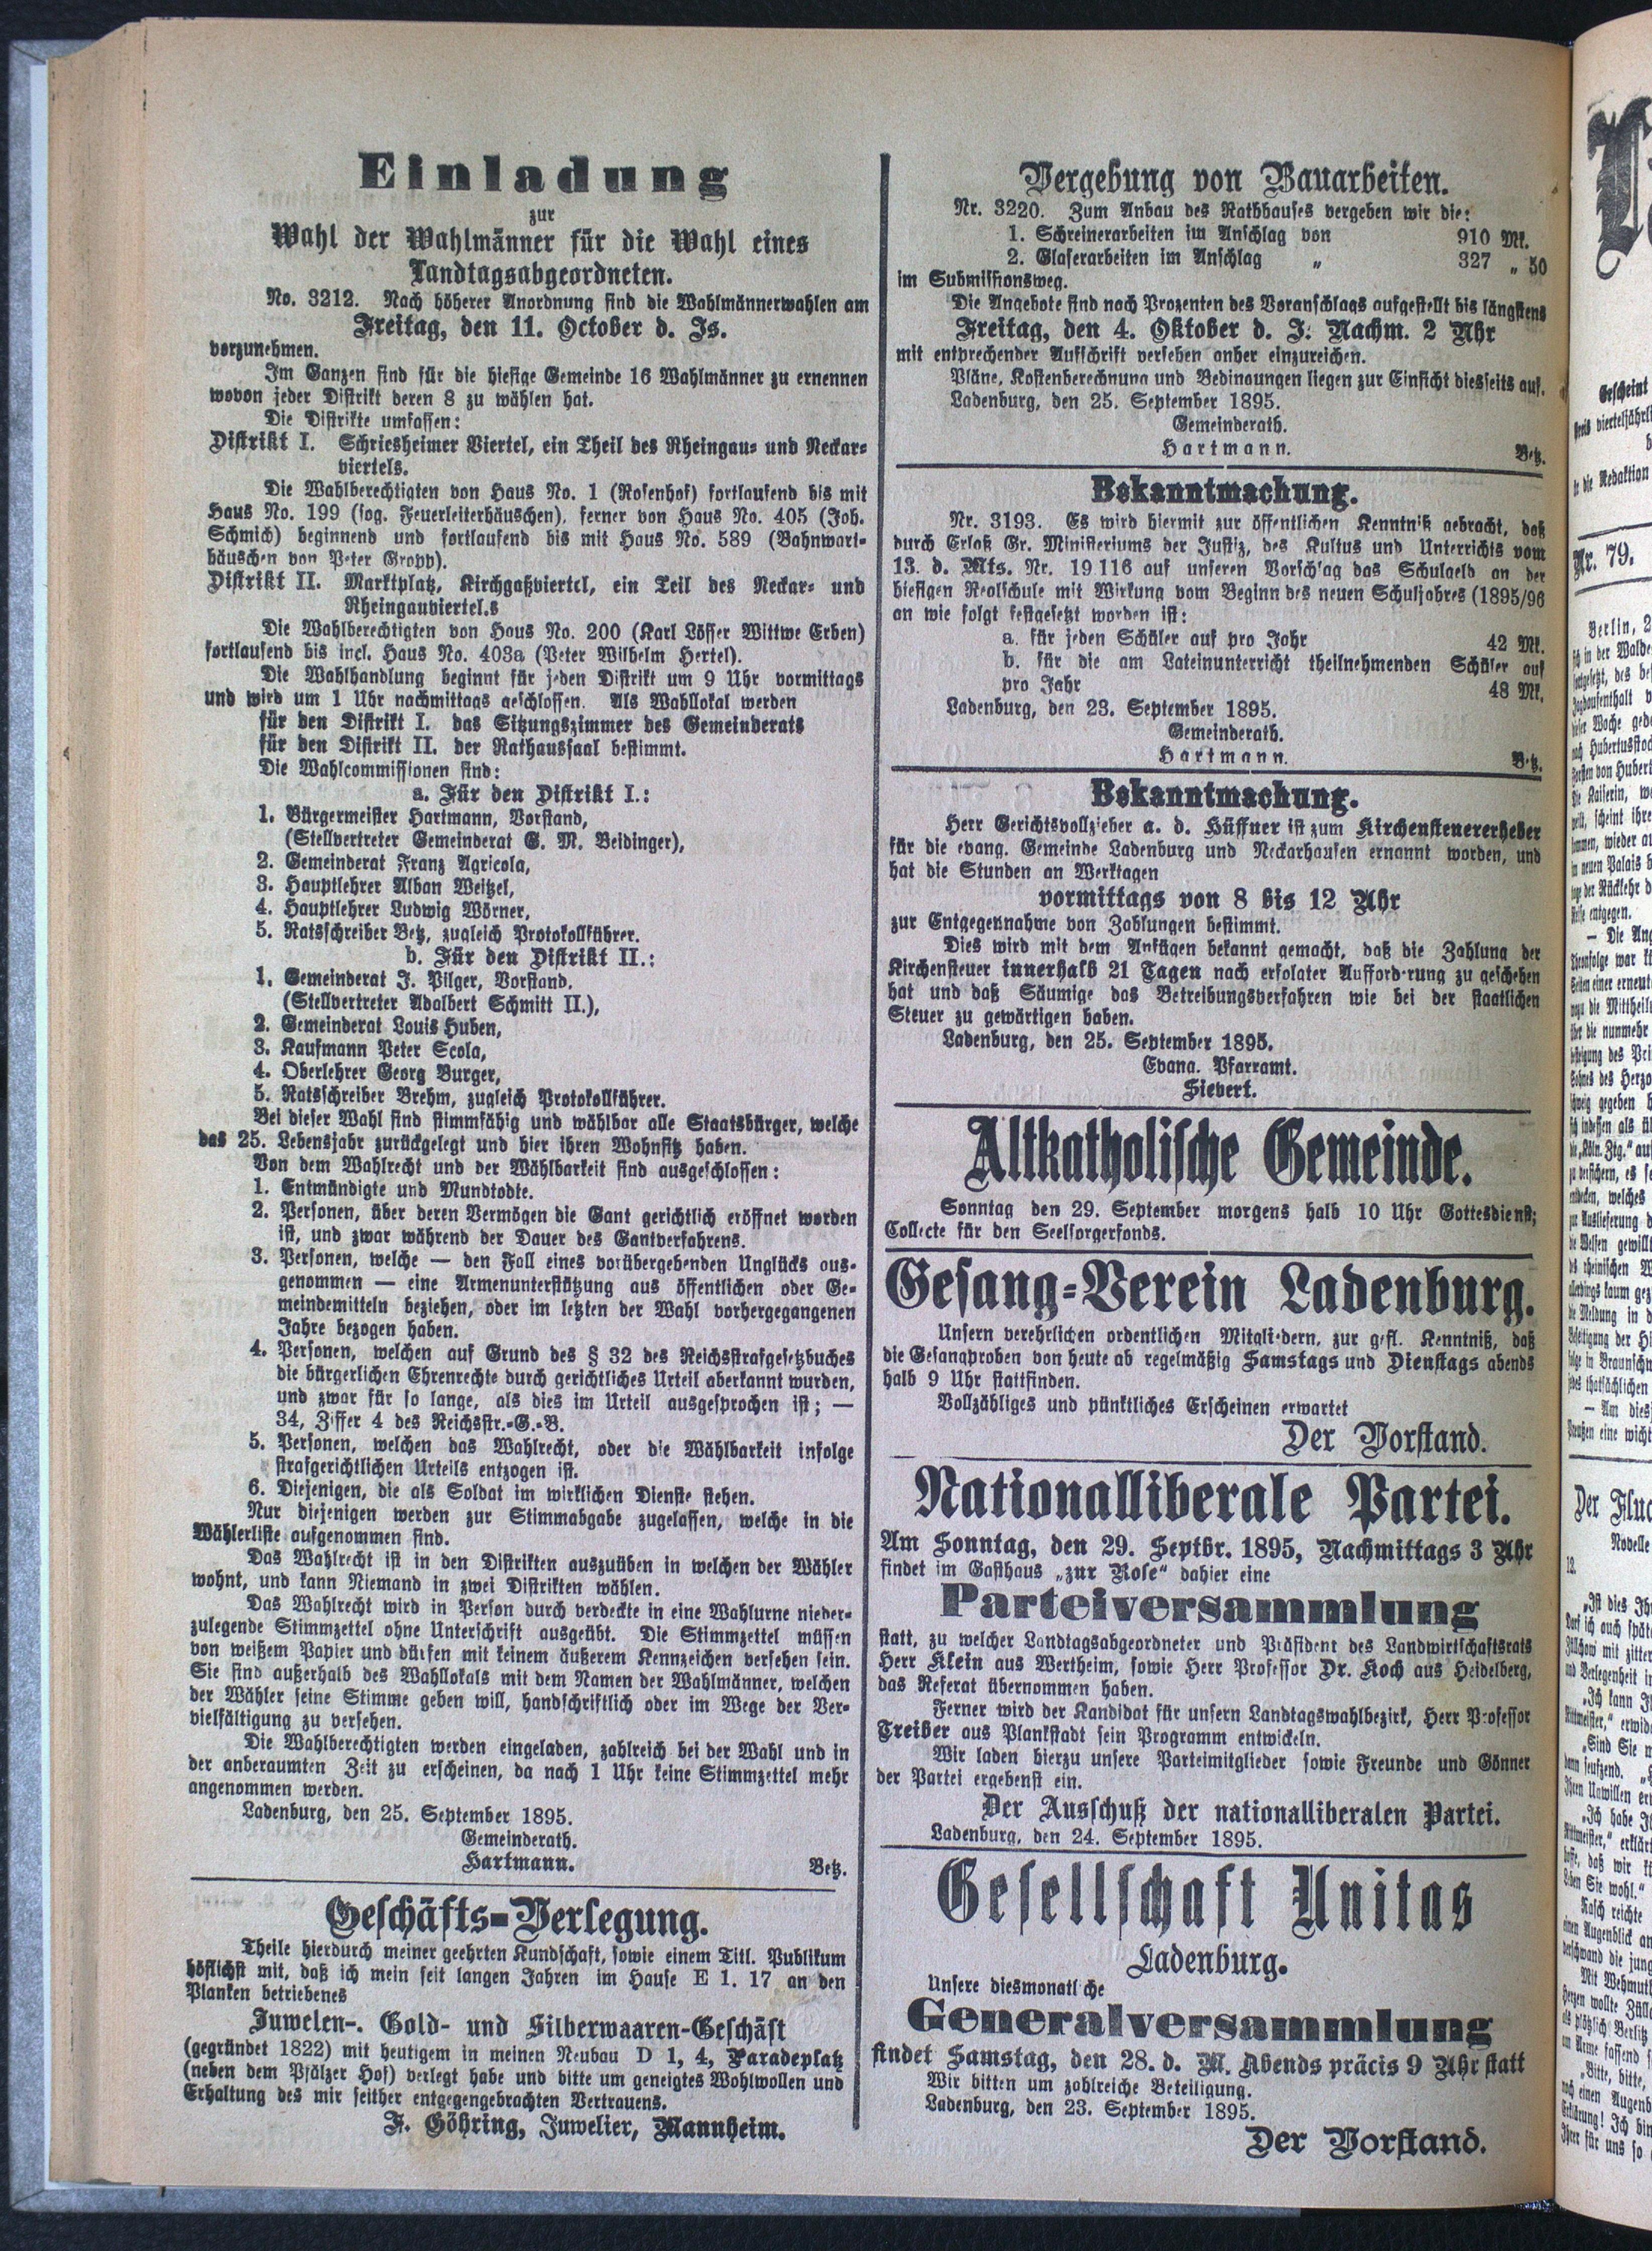 Einladung
zur
Wahl der Wahlmänner für die Wahl eines
Landtagsabgeordneten.
No. 3212. Nach höherer Anordnung sind die Wahlmännerwahlen am
Freitag, den 11. October d. Js.
vorzunehmen.
Im Ganzen sind für die hiesige Gemeinde 16 Wahlmänner zu ernennen
wovon jeder Distrikt deren 8 zu wählen hat.
Die Distrikte umfassen:
Distrikt I. Schriesheimer Viertel, ein Theil des Rheingau= und Neckar=
viertels.
Die Wahlberechtigten von Haus No. 1 (Rosenhof) fortlaufend bis mit
Haus No. 199 (sog. Feuerleiterhäuschen), ferner von Haus No. 405 (Joh.
Schmich) beginnend und fortlaufend bis mit Haus No. 589 (Bahnwart=
häuschen von Peter Gropp).
Distrikt II. Marktplatz, Kirchgaßviertel, ein Teil des Neckar= und
Rheingauviertel.s
Die Wahlberechtigten von Haus No. 200 (Karl Löffer Wittwe Erben)
fortlaufend bis incl. Haus No. 403a (Peter Wilhelm Hertel).
Die Wahlhandlung beginnt für jeden Distrikt um 9 Uhr vormittags
und wird um 1 Uhr nachmittags geschlossen. Als Wahllokal werden
für den Distrikt I. das Sitzungszimmer des Gemeinderats
für den Distrikt II. der Rathaussaal bestimmt.
Die Wahlcommissionen sind:
a. Für den Distrikt I.:
1. Bürgermeister Hartmann, Vorstand,
(Stellvertreter Gemeinderat G. M. Beidinger),
2. Gemeinderat Franz Agricola,
3. Hauptlehrer Alban Weitzel,
4. Hauptlehrer Ludwig Wörner,
5. Ratsschreiber Betz, zugleich Protokollführer.
b. Für den Distrikt II.:
1. Gemeinderat J. Pilger, Vorstand.
(Stellvertreter Adalbert Schmitt II.),
2. Gemeinderat Louis Huben,
3. Kaufmann Peter Scola,
4. Oberlehrer Georg Burger,
5. Ratsschreiber Brehm, zugleich Protokollführer.
Bei dieser Wahl sind stimmfähig und wählbar alle Staatsbürger, welche
das 25. Lebensjahr zurückgelegt und hier ihren Wohnsitz haben.
Von dem Wahlrecht und der Wählbarkeit sind ausgeschlossen:
1. Entmündigte und Mundtodte.
2. Personen, über deren Vermögen die Gant gerichtlich eröffnet worden
ist, und zwar während der Dauer des Gantverfahrens.
3. Personen, welche — den Fall eines vorübergehenden Unglücks aus=
genommen — eine Armenunterstützung aus öffentlichen oder Ge=
meindemitteln beziehen, oder im letzten der Wahl vorhergegangenen
Jahre bezogen haben.
4. Personen, welchen auf Grund des § 32 des Reichsstrafgesetzbuches
die bürgerlichen Ehrenrechte durch gerichtliches Urteil aberkannt wurden,
und zwar für so lange, als dies im Urteil ausgesprochen ist; —
34, Ziffer 4 des Reichsstr.=G.=B.
5. Personen, welchen das Wahlrecht, oder die Wählbarkeit infolge
strafgerichtlichen Urteils entzogen ist.
6. Diejenigen, die als Soldat im wirklichen Dienste stehen.
Nur diejenigen werden zur Stimmabgabe zugelassen, welche in die
Wählerliste aufgenommen sind.
Das Wahlrecht ist in den Distrikten auszuüben in welchen der Wähler
wohnt, und kann Niemand in zwei Distrikten wählen.
Das Wahlrecht wird in Person durch verdeckte in eine Wahlurne nieder=
zulegende Stimmzettel ohne Unterschrift ausgeübt. Die Stimmzettel müssen
von weißem Papier und dürfen mit keinem äußerem Kennzeichen versehen sein.
Sie sind außerhalb des Wahllokals mit dem Namen der Wahlmänner, welchen
der Wähler seine Stimme geben will, handschriftlich oder im Wege der Ver=
vielfältigung zu versehen.
Die Wahlberechtigten werden eingeladen, zahlreich bei der Wahl und in
der anberaumten Zeit zu erscheinen, da nach 1 Uhr keine Stimmzettel mehr
angenommen werden.
Ladenburg, den 25. September 1895.
Gemeinderath.
Hartmann. Betz.
Geschäfts=Verlegung.
Theile hierdurch meiner geehrten Kundschaft, sowie einem Titl. Publikum
höflichst mit, daß ich mein seit langen Jahren im Hause E 1. 17 an den
Planken betriebenes
Juwelen-. Gold- und Silberwaaren-Geschäft
(gegründet 1822) mit heutigem in meinen Neubau D 1, 4, Paradeplatz
(neben dem Pfälzer Hof) verlegt habe und bitte um geneigtes Wohlwollen und
Erhaltung des mir seither entgegengebrachten Vertrauens.
F. Göhring, Juwelier, Mannheim.
Vergebung von Bauarbeiten.
Nr. 3220. Zum Anbau des Rathhauses vergeben wir die:
1. Schreinerarbeiten im Anschlag von 910 Mk.
2. Glaserarbeiten im Anschlag „ 327 „ 50
im Submissionsweg.
Die Angebote sind nach Prozenten des Voranschlags aufgestellt bis längstens
Freitag, den 4. Oktober d. J. Nachm. 2 Uhr
mit entprechender Aufschrift versehen anher einzureichen.
Pläne, Kostenberechnung und Bedingungen liegen zur Einsicht diesseits auf.
Ladenburg, den 25. September 1895.
Gemeinderath.
Hartmann. Betz.
Bekanntmachung.
Nr. 3193. Es wird hiermit zur öffentlichen Kenntniß gebracht, daß
durch Erlaß Gr. Ministeriums der Justiz, des Kultus und Unterrichts vom
13. d. Mts. Nr. 19 116 auf unseren Vorschlag das Schulgeld an der
hiesigen Realschule mit Wirkung vom Beginn des neuen Schuljahres (1895/96
an wie folgt festgesetzt worden ist:
a. für jeden Schüler auf pro Jahr 42 Mk.
b. für die am Lateinunterricht theilnehmenden Schüler auf
pro Jahr 48 Mk.
Ladenburg, den 23. September 1895.
Gemeinderath.
Hartmann. Betz.
Bekanntmachung.
Herr Gerichtsvollzieher a. d. Hüffner ist zum Kirchensteuererheber
für die evang. Gemeinde Ladenburg und Neckarhausen ernannt worden, und
hat die Stunden an Werktagen
vormittags von 8 bis 12 Uhr
zur Entgegennahme von Zahlungen bestimmt.
Dies wird mit dem Anfügen bekannt gemacht, daß die Zahlung der
Kirchensteuer innerhalb 21 Tagen nach erfolgter Aufforderung zu geschehen
hat und daß Säumige das Betreibungsverfahren wie bei der staatlichen
Steuer zu gewärtigen haben.
Ladenburg, den 25. September 1895.
Evang. Pfarramt.
Sievert.
Altkatholische Gemeinde.
Sonntag den 29. September morgens halb 10 Uhr Gottesdienst;
Collecte für den Seelsorgerfonds.
Gesang=Verein Ladenburg.
Unsern verehrlichen ordentlichen Mitgliedern, zur gefl. Kenntniß, daß
die Gesangproben von heute ab regelmäßig Samstags und Dienstags abends
halb 9 Uhr stattfinden.
Vollzähliges und pünktliches Erscheinen erwartet
Der Vorstand.
Nationalliberale Partei.
Am Sonntag, den 29. Septbr. 1895, Nachmittags 3 Uhr
findet im Gasthaus „zur Rose“ dahier eine
Parteiversammlung
statt, zu welcher Landtagsabgeordneter und Präsident des Landwirtschaftsrats
Herr Klein aus Wertheim, sowie Herr Professor Dr. Koch aus Heidelberg,
das Referat übernommen haben.
Ferner wird der Kandidat für unsern Landtagswahlbezirk, Herr Professor
Treiber aus Plankstadt sein Programm entwickeln.
Wir laden hierzu unsere Parteimitglieder sowie Freunde und Gönner
der Partei ergebenst ein.
Der Ausschuß der nationalliberalen Partei.
Ladenburg, den 24. September 1895.
Gesellschaft Unitas
Ladenburg.
Unsere diesmonatliche
Generalversammlung
findet Samstag, den 28. d. M. Abends präcis 9 Uhr statt
Wir bitten um zahlreiche Beteiligung.
Ladenburg, den 23. September 1895.
Der Vorstand.
Nr. 79.
Berlin, 2
Novelle
12.